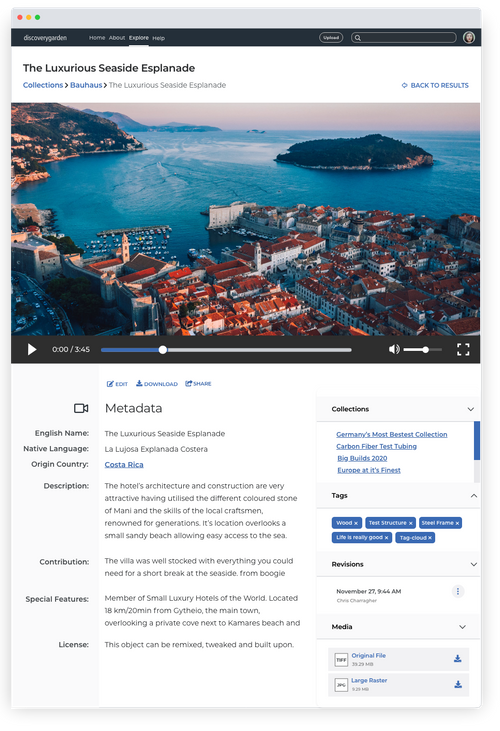 discoverygarden
Home About Explore Help
Upload
The Luxurious Seaside Esplanade
Collections > Bauhaus > The Luxurious Seaside Esplanade
BACK TO RESULTS
0:00 / 3:45
EDIT DOWNLOAD SHARE
Metadata
English Name: The Luxurious Seaside Esplanade
Native Language: La Lujosa Explanada Costera
Origin Country: Costa Rica
Description: The hotel's architecture and construction are very
attractive having utilised the different coloured stone
of Mani and the skills of the local craftsmen,
renowned for generations. It's location overlooks a
small sandy beach allowing easy access to the sea.
Contribution: The villa was well stocked with everything you could
need for a short break at the seaside. from boogie
Special Features: Member of Small Luxury Hotels of the World. Located
18 km/20min from Gytheio, the main town,
overlooking a private cove next to Kamares beach and
License: This object can be remixed, tweaked and built upon.
Collections
Germany's Most Bestest Collection
Carbon Fiber Test Tubing
Big Builds 2020
Europe at it's Finest
Tags
Wood × Test Structure × Steel Frame ×
Life is really good × Tag-cloud ×
Revisions
November 27, 9:44 AM
Chris Charragher
Media
TIFF Original File
39.29 MB
JPG Large Raster
9.29 MB